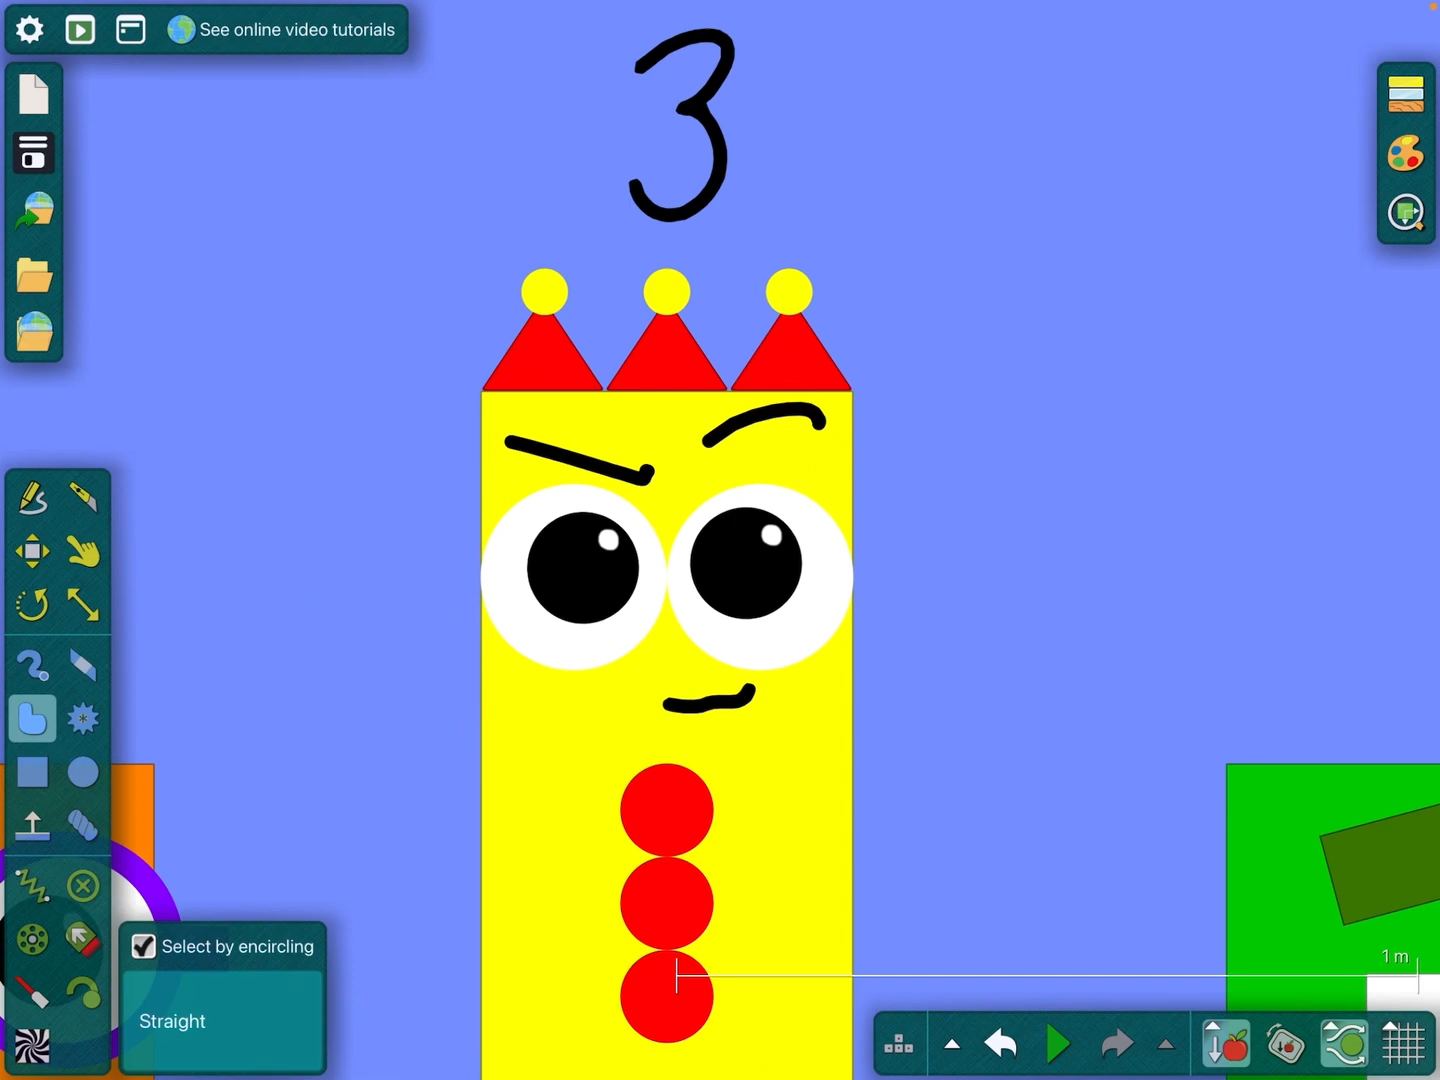 See online video tutorials
3
Select by encircling
Straight
1 m